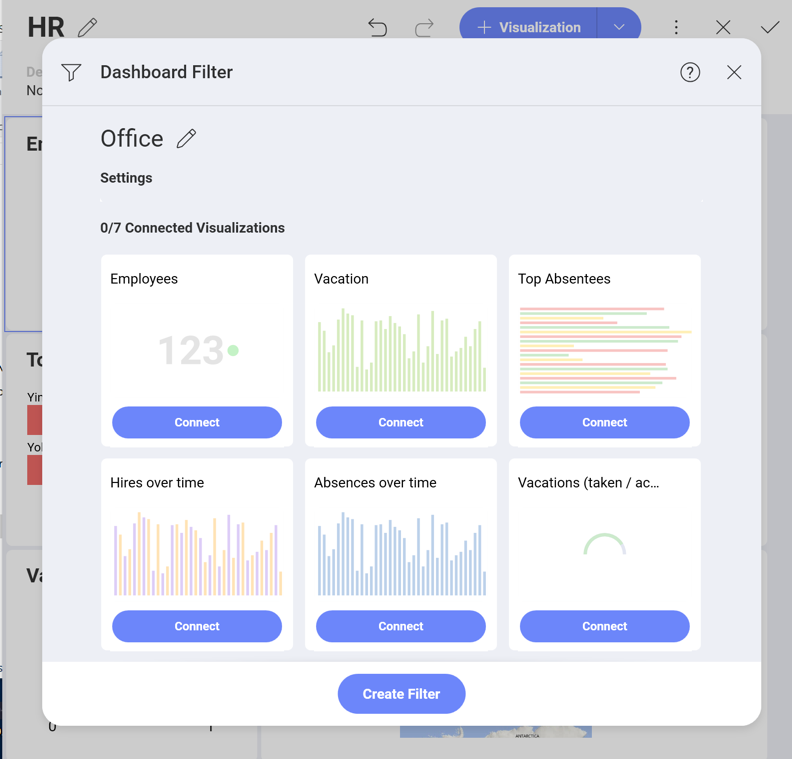 HR
Visualization
De
No
Dashboard Filter
?
Office
En
Settings
0/7 Connected Visualizations
Employees
Vacation
Top Absentees
123
To
Yin
Connect
Connect
Connect
Yol
Hires over time
Absences over time
Vacations (taken / ac...
Va
Connect
Connect
Connect
Create Filter
0
1
ANTARCTICA